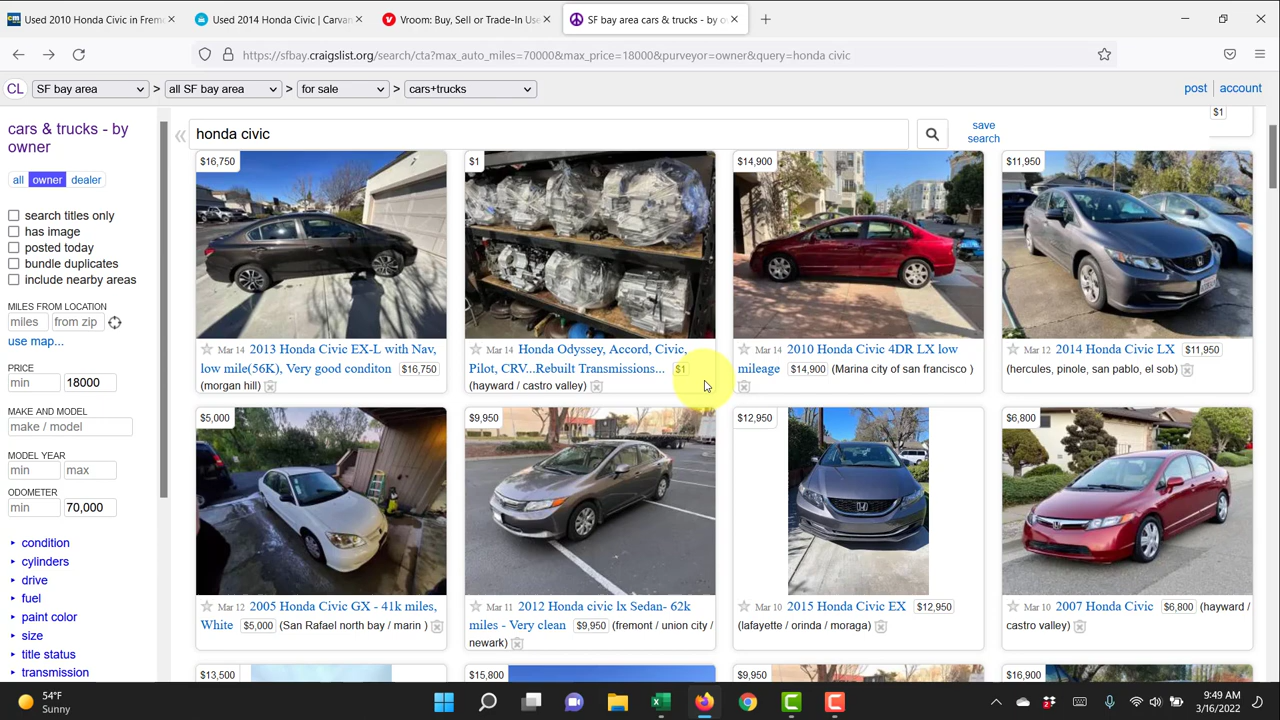 Used 2010 Honda Civic in Frem
Used 2014 Honda Civic | Carvan
Vroom: Buy, Sell or Trade-In Use
SF bay area cars & trucks - by o
https://sfbay.craigslist.org/search/cta?max_auto_miles=70000&max_price=18000&purveyor=owner&query=honda civic
CL SF bay area > all SF bay area > for sale > cars+trucks post account
cars & trucks - by
owner
all owner dealer
search titles only
has image
posted today
bundle duplicates
include nearby areas
MILES FROM LOCATION
miles from zip
use map...
PRICE
min 18000
MAKE AND MODEL
make / model
MODEL YEAR
min max
ODOMETER
min 70,000
condition
cylinders
drive
fuel
paint color
size
title status
transmission
$1
honda civic
save
search
$16,750
Mar 14 2013 Honda Civic EX-L with Nav,
low mile(56K), Very good conditon $16,750
(morgan hill)
$1
Mar 14 Honda Odyssey, Accord, Civic,
Pilot, CRV...Rebuilt Transmissions... $1
(hayward / castro valley)
$14,900
Mar 14 2010 Honda Civic 4DR LX low
mileage $14,900 (Marina city of san francisco )
$11,950
Mar 12 2014 Honda Civic LX $11,950
(hercules, pinole, san pablo, el sob)
$5,000
Mar 12 2005 Honda Civic GX - 41k miles,
White $5,000 (San Rafael north bay / marin )
$9,950
Mar 11 2012 Honda civic lx Sedan- 62k
miles - Very clean $9,950 (fremont / union city /
newark)
$12,950
Mar 10 2015 Honda Civic EX $12,950
(lafayette / orinda / moraga)
$6,800
Mar 10 2007 Honda Civic $6,800 (hayward /
castro valley)
$13,500
$15,800
$9,950
$16,900
54°F
Sunny
9:49 AM
3/16/2022